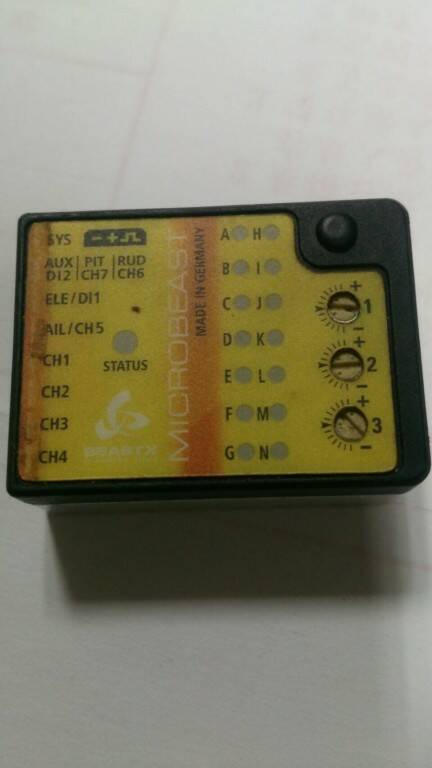 SYS - +
AUX | PIT | RUD
DI2 | CH7 | CH6
ELE/DI1
AIL/CH5
CH1
CH2
CH3
CH4
STATUS
BEASTX
MICROBEAST
MADE IN GERMANY
A H
B I
C J
D K
E L
F M
G N
+
1
-
+
2
-
+
3
-